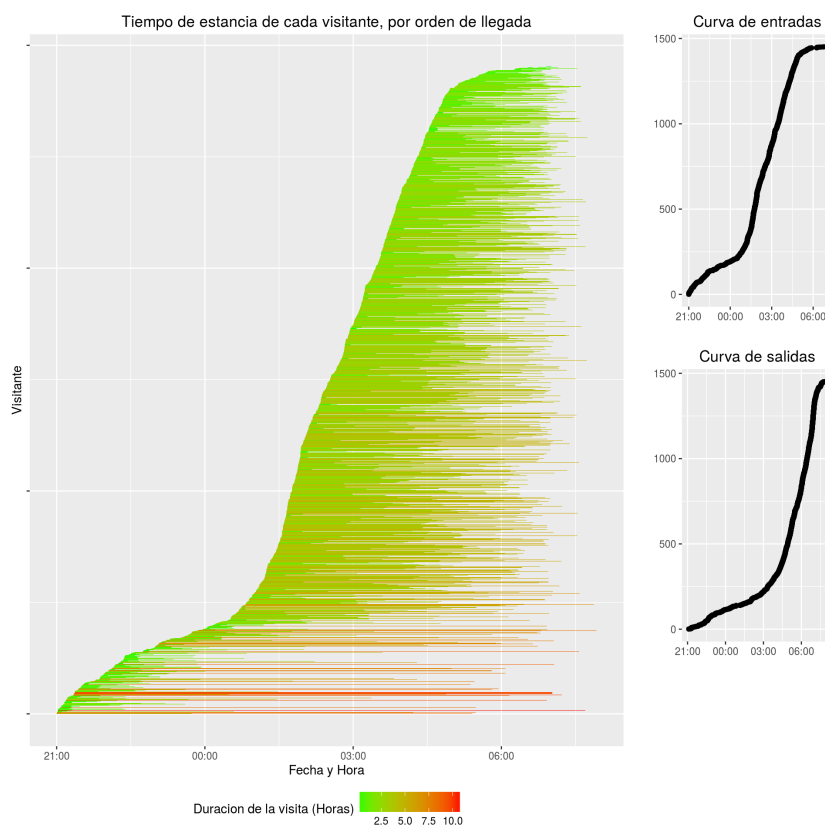 Tiempo de estancia de cada visitante, por orden de llegada
Visitante
21:00 00:00 03:00 06:00
Fecha y Hora
Duracion de la visita (Horas)
2.5 5.0 7.5 10.0
Curva de entradas
1500
1000
500
0
21:00 00:00 03:00 06:00
Curva de salidas
1500
1000
500
0
21:00 00:00 03:00 06:00